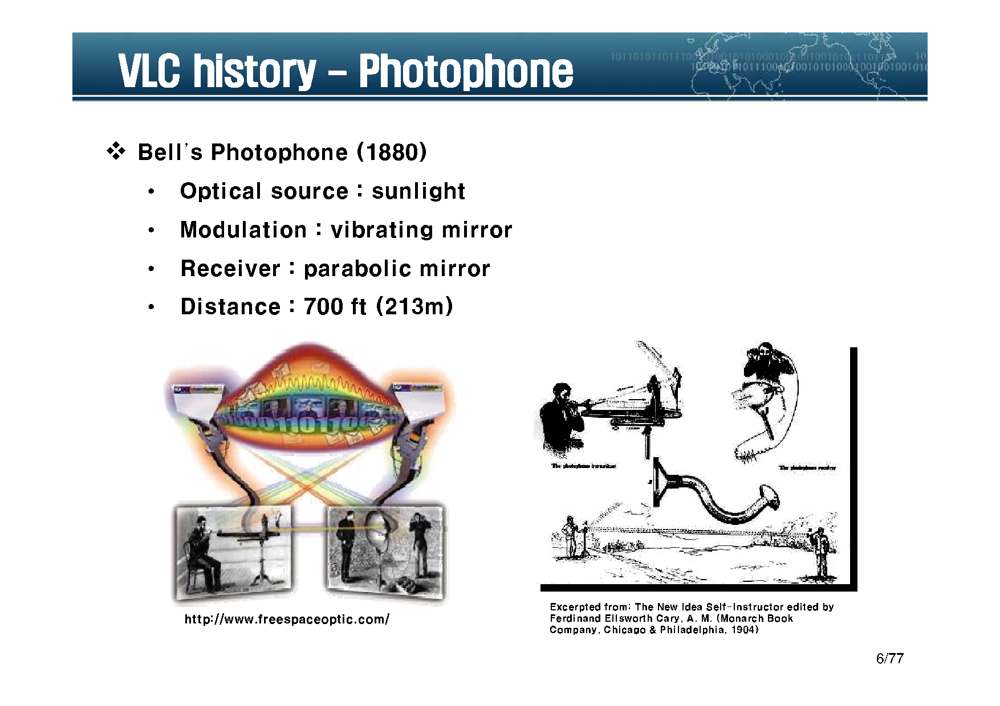 VLC history - Photophone
❖ Bell's Photophone (1880)
• Optical source : sunlight
• Modulation : vibrating mirror
• Receiver : parabolic mirror
• Distance : 700 ft (213m)
The photophone transmitter
The photophone receiver
http://www.freespaceoptic.com/
Excerpted from: The New Idea Self-Instructor edited by
Ferdinand Ellsworth Cary, A. M. (Monarch Book
Company, Chicago & Philadelphia, 1904)
6/77